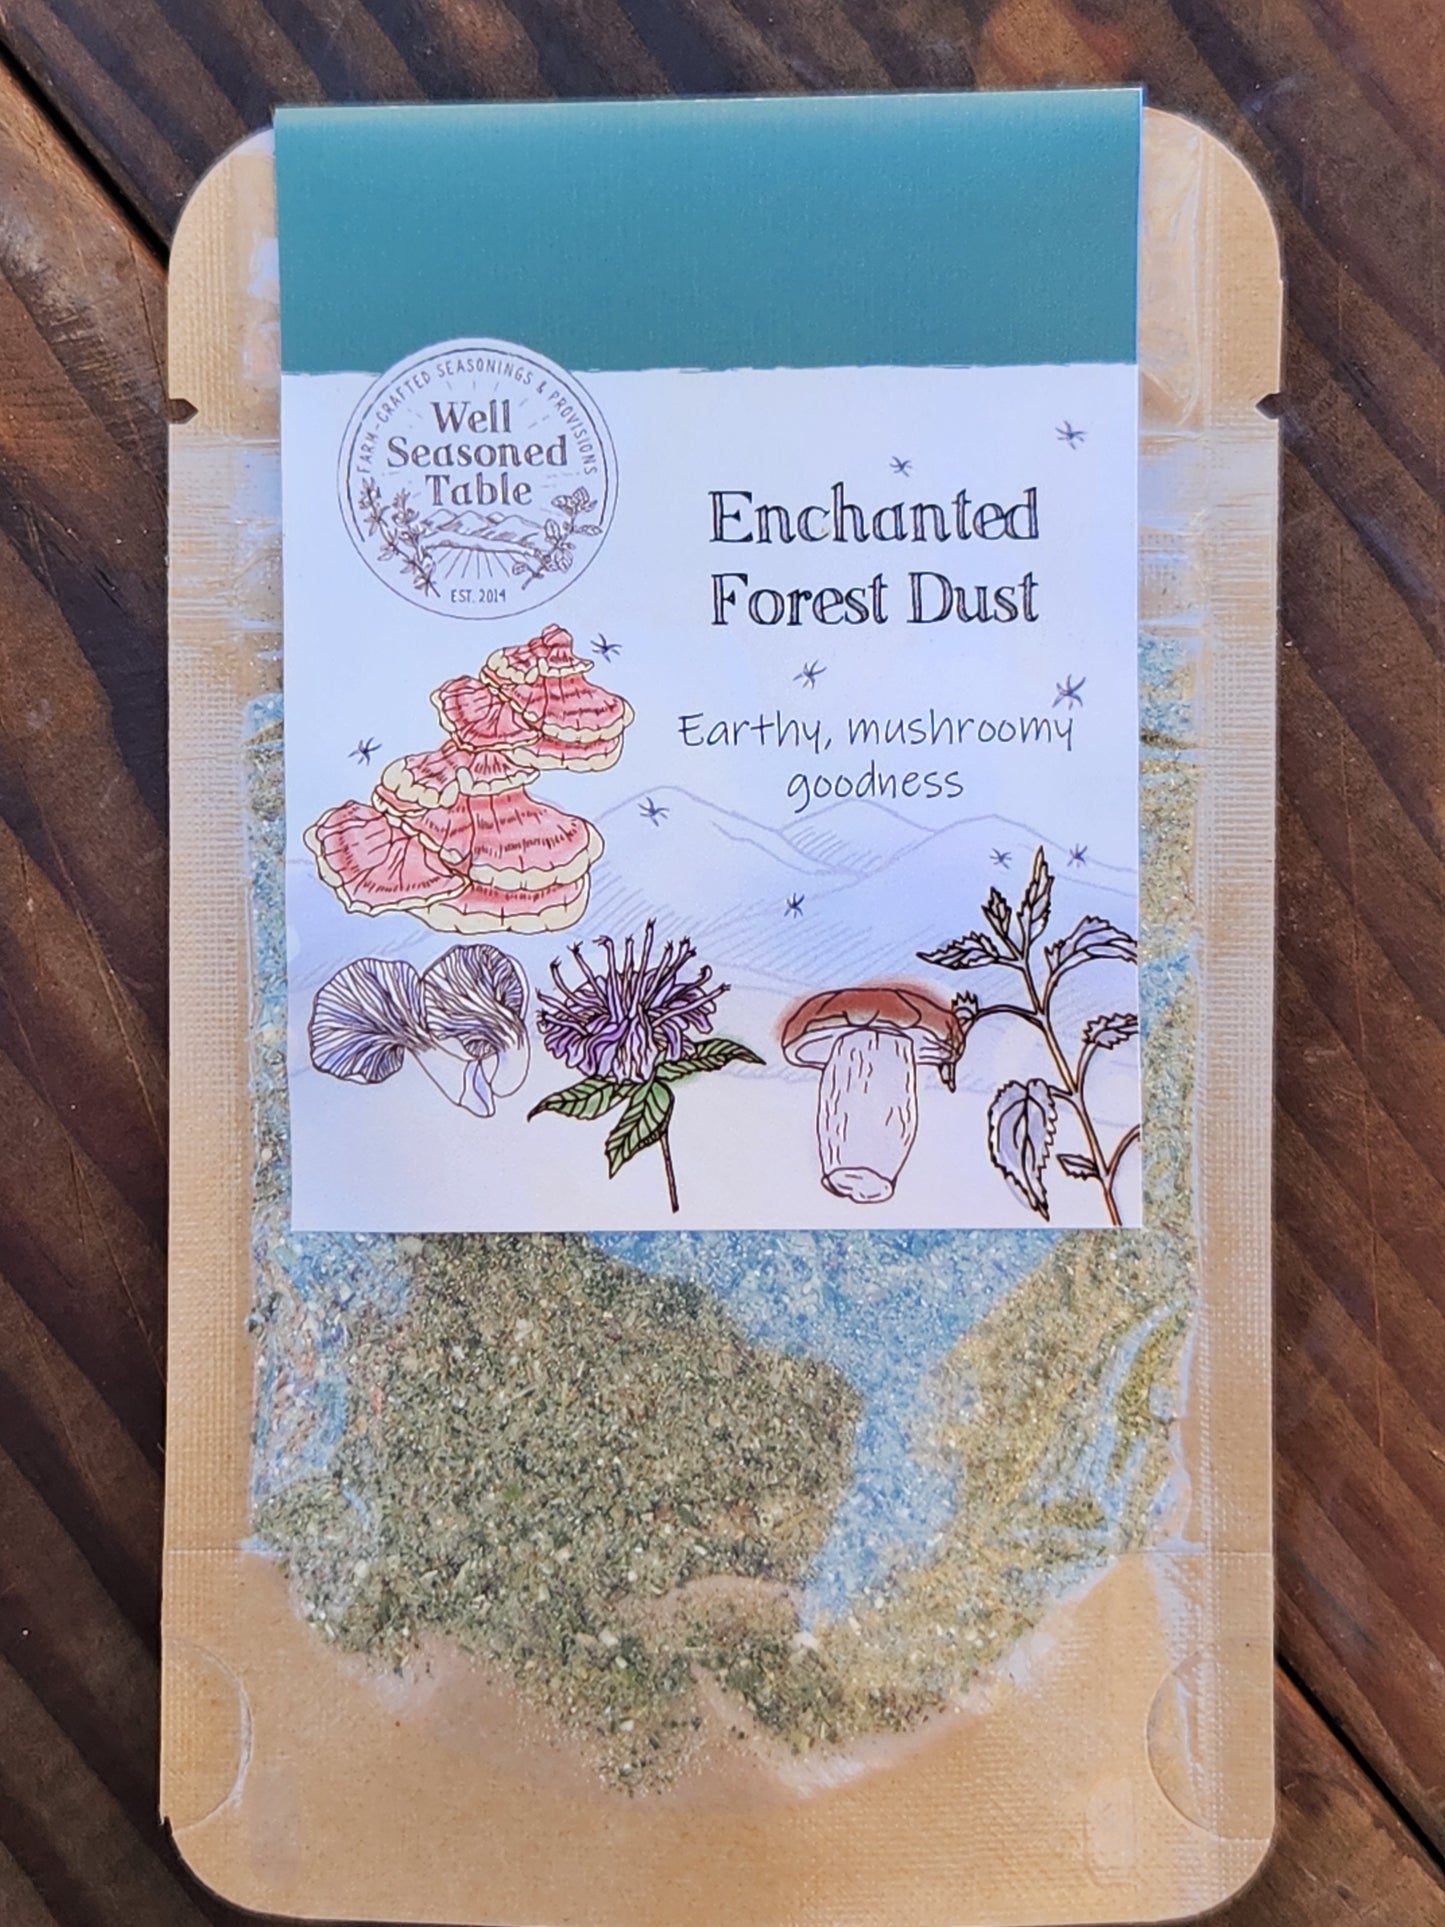 FARM-CRAFTED SEASONINGS & PROVISIONS
Well
Seasoned
Table
EST. 2014
Enchanted
Forest Dust
Earthy, mushroomy
goodness